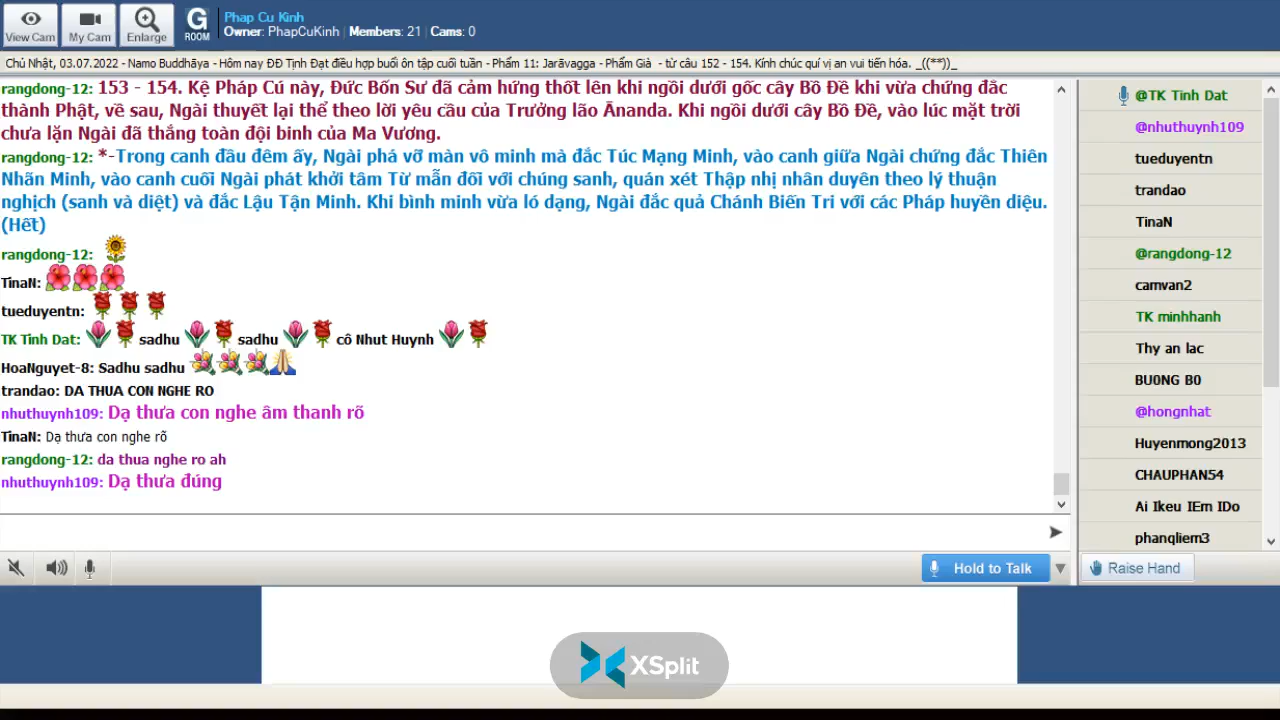 View Cam
My Cam
Enlarge
G
ROOM
Phap Cu Kinh
Owner: PhapCuKinh | Members: 21 | Cams: 0
Chủ Nhật, 03.07.2022 - Namo Buddhāya - Hôm nay ĐĐ Tịnh Đạt điều hợp buổi ôn tập cuối tuần - Phẩm 11: Jarāvagga - Phẩm Già - từ câu 152 - 154. Kính chúc quí vị an vui tiến hóa. _((**))_
rangdong-12: 153 - 154. Kệ Pháp Cú này, Đức Bổn Sư đã cảm hứng thốt lên khi ngồi dưới gốc cây Bồ Đề khi vừa chứng đắc
thành Phật, về sau, Ngài thuyết lại thể theo lời yêu cầu của Trưởng lão Ānanda. Khi ngồi dưới cây Bồ Đề, vào lúc mặt trời
chưa lặn Ngài đã thắng toàn đội binh của Ma Vương.
rangdong-12: *-Trong canh đầu đêm ấy, Ngài phá vỡ màn vô minh mà đắc Túc Mạng Minh, vào canh giữa Ngài chứng đắc Thiên
Nhãn Minh, vào canh cuối Ngài phát khởi tâm Từ mẫn đối với chúng sanh, quán xét Thập nhị nhân duyên theo lý thuận
nghịch (sanh và diệt) và đắc Lậu Tận Minh. Khi bình minh vừa ló dạng, Ngài đắc quả Chánh Biến Tri với các Pháp huyền diệu.
(Hết)
rangdong-12:
TinaN:
tueduyentn:
TK Tinh Dat: sadhu sadhu cô Nhut Huynh
HoaNguyet-8: Sadhu sadhu
trandao: DA THUA CON NGHE RO
nhuthuynh109: Dạ thưa con nghe âm thanh rõ
TinaN: Dạ thưa con nghe rõ
rangdong-12: da thua nghe ro ah
nhuthuynh109: Dạ thưa đúng
@TK Tinh Dat
@nhuthuynh109
tueduyentn
trandao
TinaN
@rangdong-12
camvan2
TK minhhanh
Thy an lac
BU0NG B0
@hongnhat
Huyenmong2013
CHAUPHAN54
Ai Ikeu IEm IDo
phanqliem3
Hold to Talk
Raise Hand
XSplit